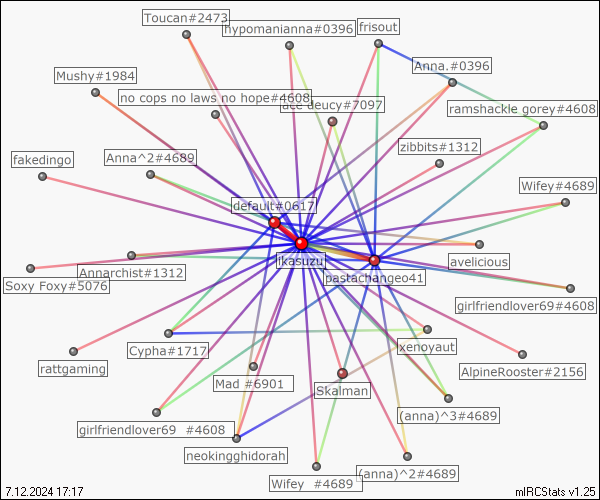 Toucan#2473
hypomanianna#0396
frisout
Anna.#0396
Mushy#1984
no cops no laws no hope#4608
ace deucy#7097
ramshackle gorey#4608
zibbits#1312
fakedingo
Anna^2#4689
Wifey#4689
default#0617
ikasuzu
avelicious
Annarchist#1312
Soxy Foxy#5076
pastachangeo41
girlfriendlover69#4608
Cypha#1717
xenoyaut
rattgaming
AlpineRooster#2156
Mad #6901
Skalman
(anna)^3#4689
girlfriendlover69 #4608
neokingghidorah
(anna)^2#4689
Wifey #4689
7.12.2024 17:17
mIRCStats v1.25